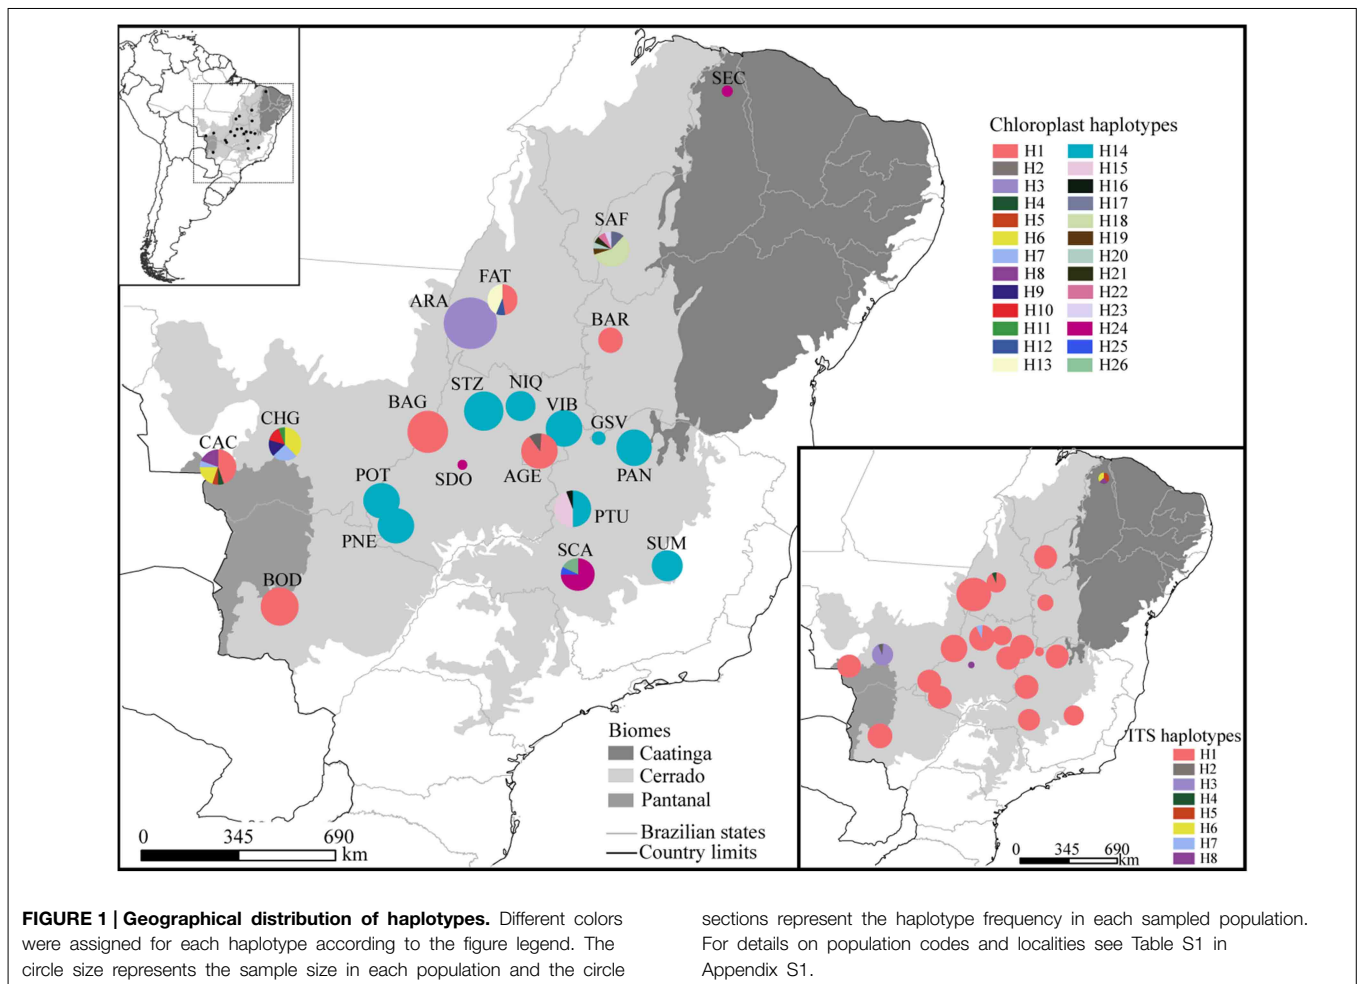 SEC
SAF
FAT
ARA
BAR
STZ
NIQ
BAG
VIB
GSV
CHG
CAC
SDO
AGE
PAN
POT
PTU
PNE
SCA
SUM
BOD
Chloroplast haplotypes
H1 H14
H2 H15
H3 H16
H4 H17
H5 H18
H6 H19
H7 H20
H8 H21
H9 H22
H10 H23
H11 H24
H12 H25
H13 H26
Biomes
Caatinga
Cerrado
Pantanal
Brazilian states
Country limits
0 345 690
km
ITS haplotypes
H1
H2
H3
H4
H5
H6
H7
H8
0 345 690
km
FIGURE 1 | Geographical distribution of haplotypes. Different colors
were assigned for each haplotype according to the figure legend. The
circle size represents the sample size in each population and the circle
sections represent the haplotype frequency in each sampled population.
For details on population codes and localities see Table S1 in
Appendix S1.